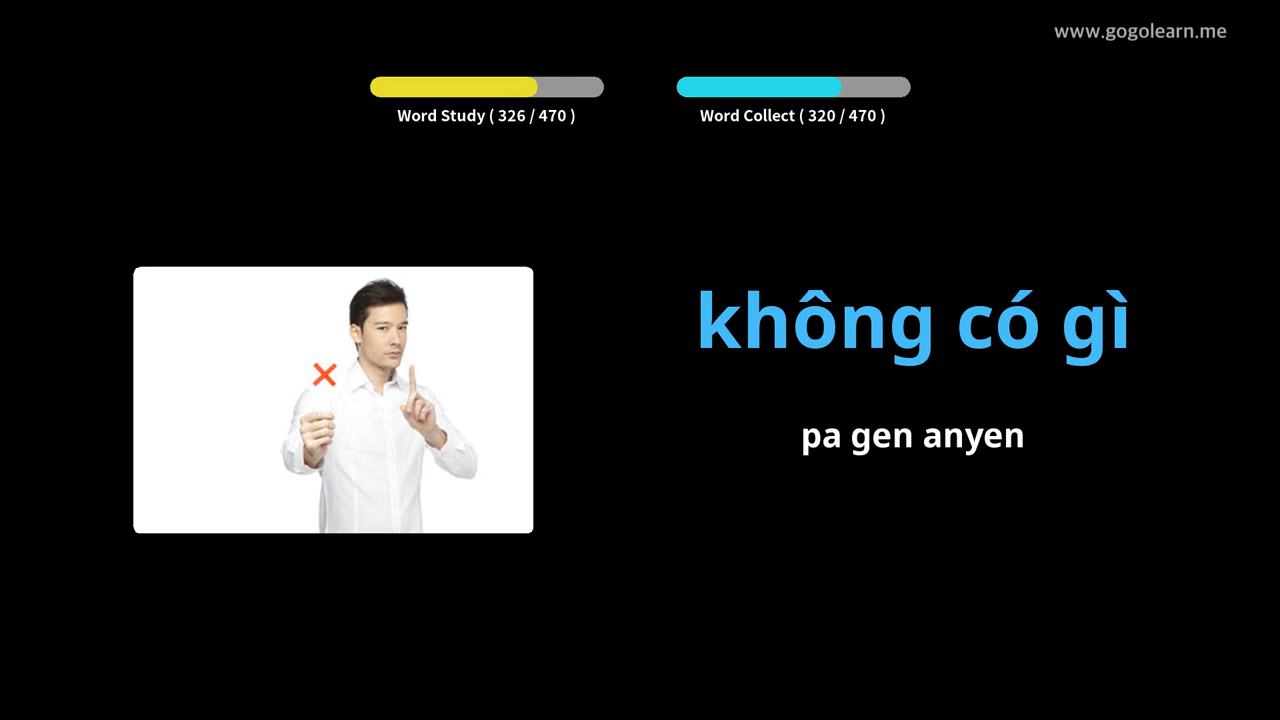 www.gogolearn.me
Word Study ( 326 / 470 )
Word Collect ( 320 / 470 )
không có gì
pa gen anyen